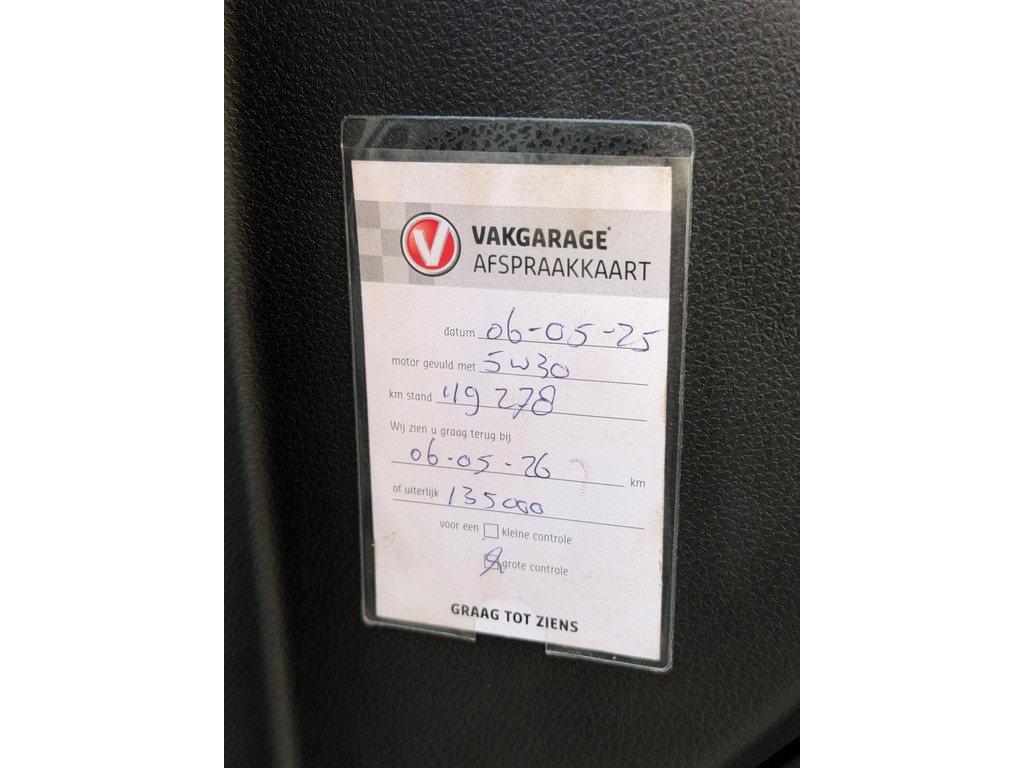 V VAKGARAGE®
AFSPRAAKKAART
datum 06-05-25
motor gevuld met 5w30
km stand 119 278
Wij zien u graag terug bij
06-05-26 km
of uiterlijk 135000
voor een kleine controle
grote controle
GRAAG TOT ZIENS